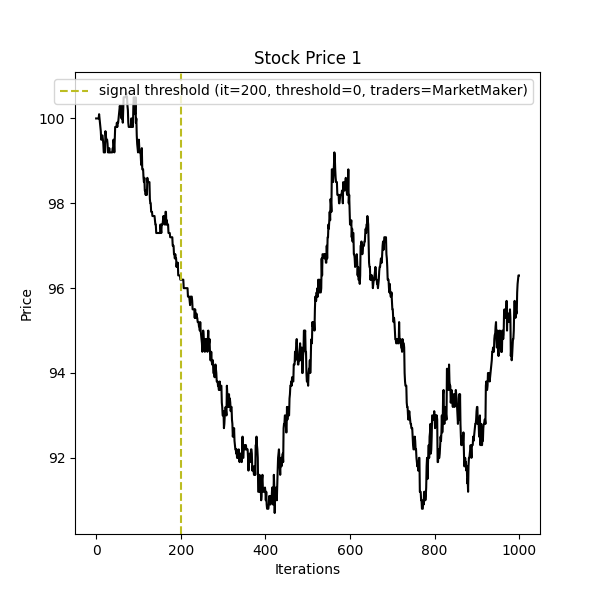 Stock Price 1
signal threshold (it=200, threshold=0, traders=MarketMaker)
100
98
96
94
92
Price
0 200 400 600 800 1000
Iterations